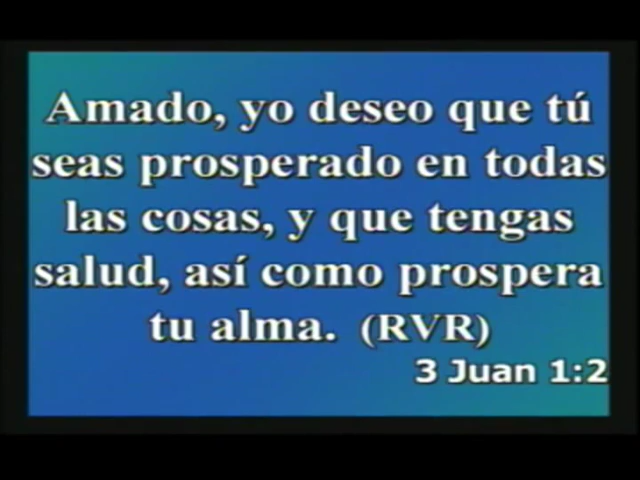 Amado, yo deseo que tú
seas prosperado en todas
las cosas, y que tengas
salud, así como prospera
tu alma. (RVR)
3 Juan 1:2